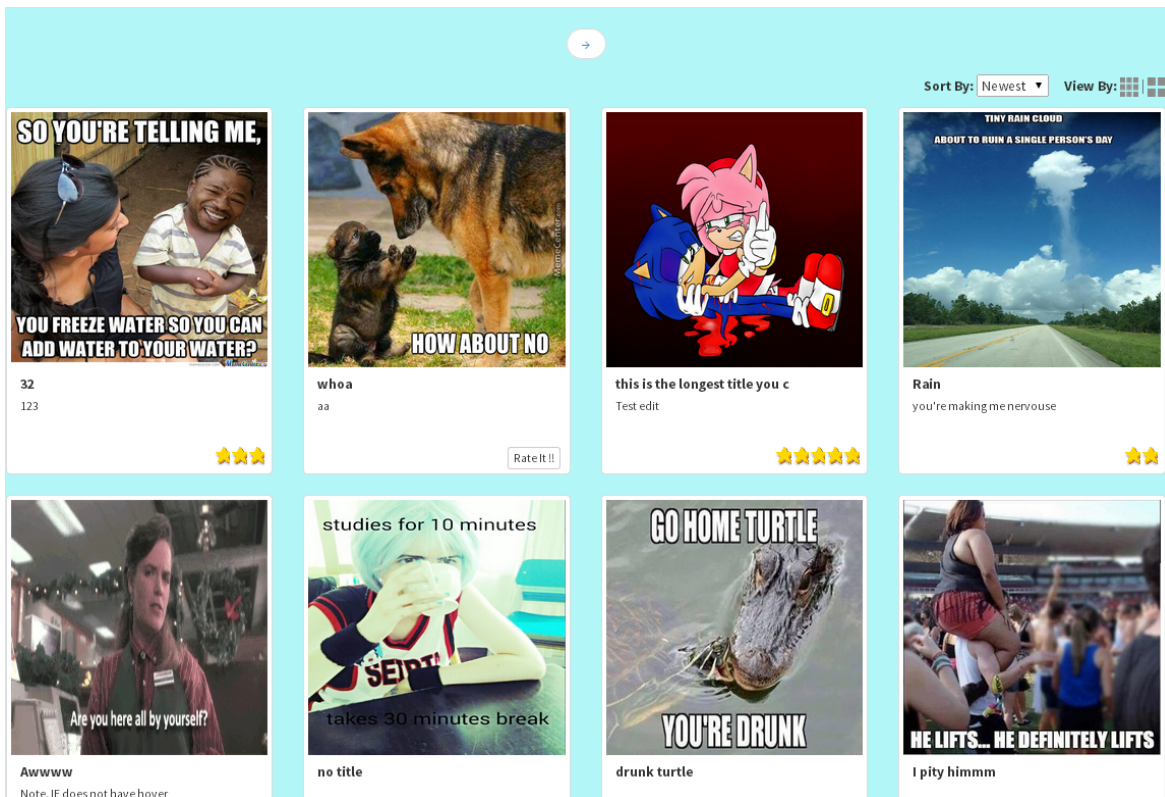 →
Sort By: Newest ▼ View By: |
SO YOU'RE TELLING ME,
YOU FREEZE WATER SO YOU CAN
ADD WATER TO YOUR WATER?
32
123
MemeCenter.com
HOW ABOUT NO
whoa
aa
Rate It !!
this is the longest title you c
Test edit
TINY RAIN CLOUD
ABOUT TO RUIN A SINGLE PERSON'S DAY
Rain
you're making me nervouse
Are you here all by yourself?
Awwww
Note, IE does not have hover
studies for 10 minutes
takes 30 minutes break
no title
GO HOME TURTLE
YOU'RE DRUNK
drunk turtle
HE LIFTS... HE DEFINITELY LIFTS
I pity himmm